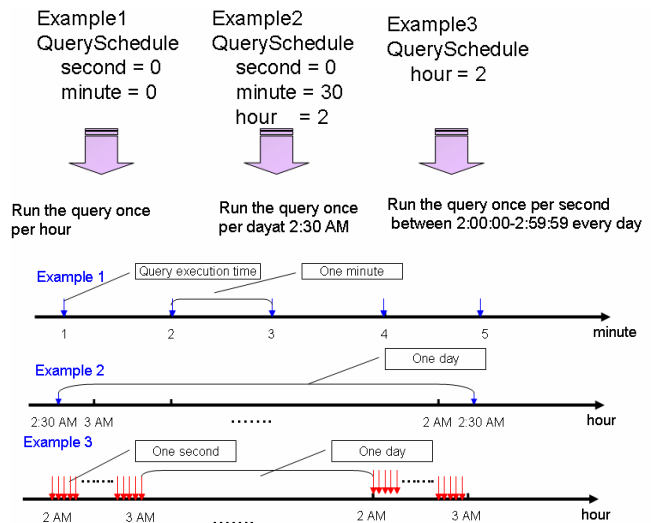 Example1
QuerySchedule
second = 0
minute = 0
Example2
QuerySchedule
second = 0
minute = 30
hour = 2
Example3
QuerySchedule
hour = 2
Run the query once
per hour
Run the query once
per dayat 2:30 AM
Run the query once per second
between 2:00:00-2:59:59 every day
Example 1
Query execution time
One minute
1 2 3 4 5 minute
Example 2
One day
2:30 AM 3 AM ....... 2 AM 2:30 AM hour
Example 3
One second
One day
........ ........
2 AM 3 AM ....... 2 AM 3 AM hour